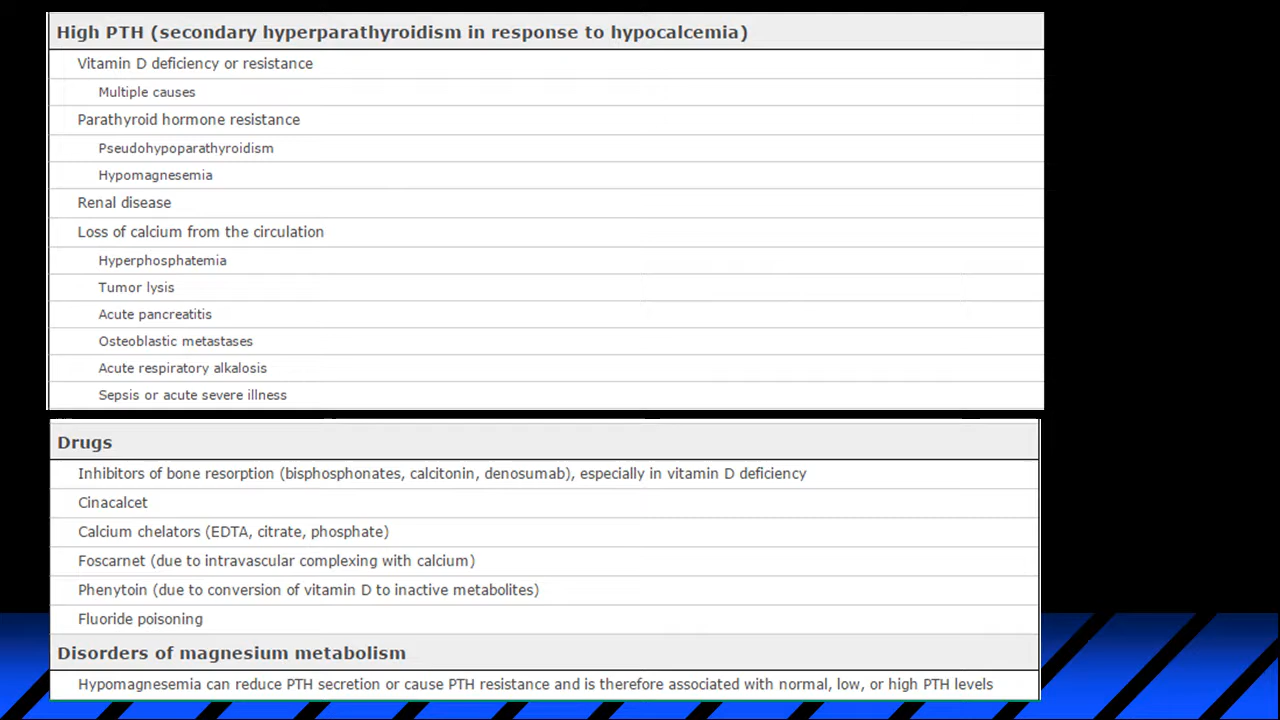 High PTH (secondary hyperparathyroidism in response to hypocalcemia)
Vitamin D deficiency or resistance
Multiple causes
Parathyroid hormone resistance
Pseudohypoparathyroidism
Hypomagnesemia
Renal disease
Loss of calcium from the circulation
Hyperphosphatemia
Tumor lysis
Acute pancreatitis
Osteoblastic metastases
Acute respiratory alkalosis
Sepsis or acute severe illness
Drugs
Inhibitors of bone resorption (bisphosphonates, calcitonin, denosumab), especially in vitamin D deficiency
Cinacalcet
Calcium chelators (EDTA, citrate, phosphate)
Foscarnet (due to intravascular complexing with calcium)
Phenytoin (due to conversion of vitamin D to inactive metabolites)
Fluoride poisoning
Disorders of magnesium metabolism
Hypomagnesemia can reduce PTH secretion or cause PTH resistance and is therefore associated with normal, low, or high PTH levels